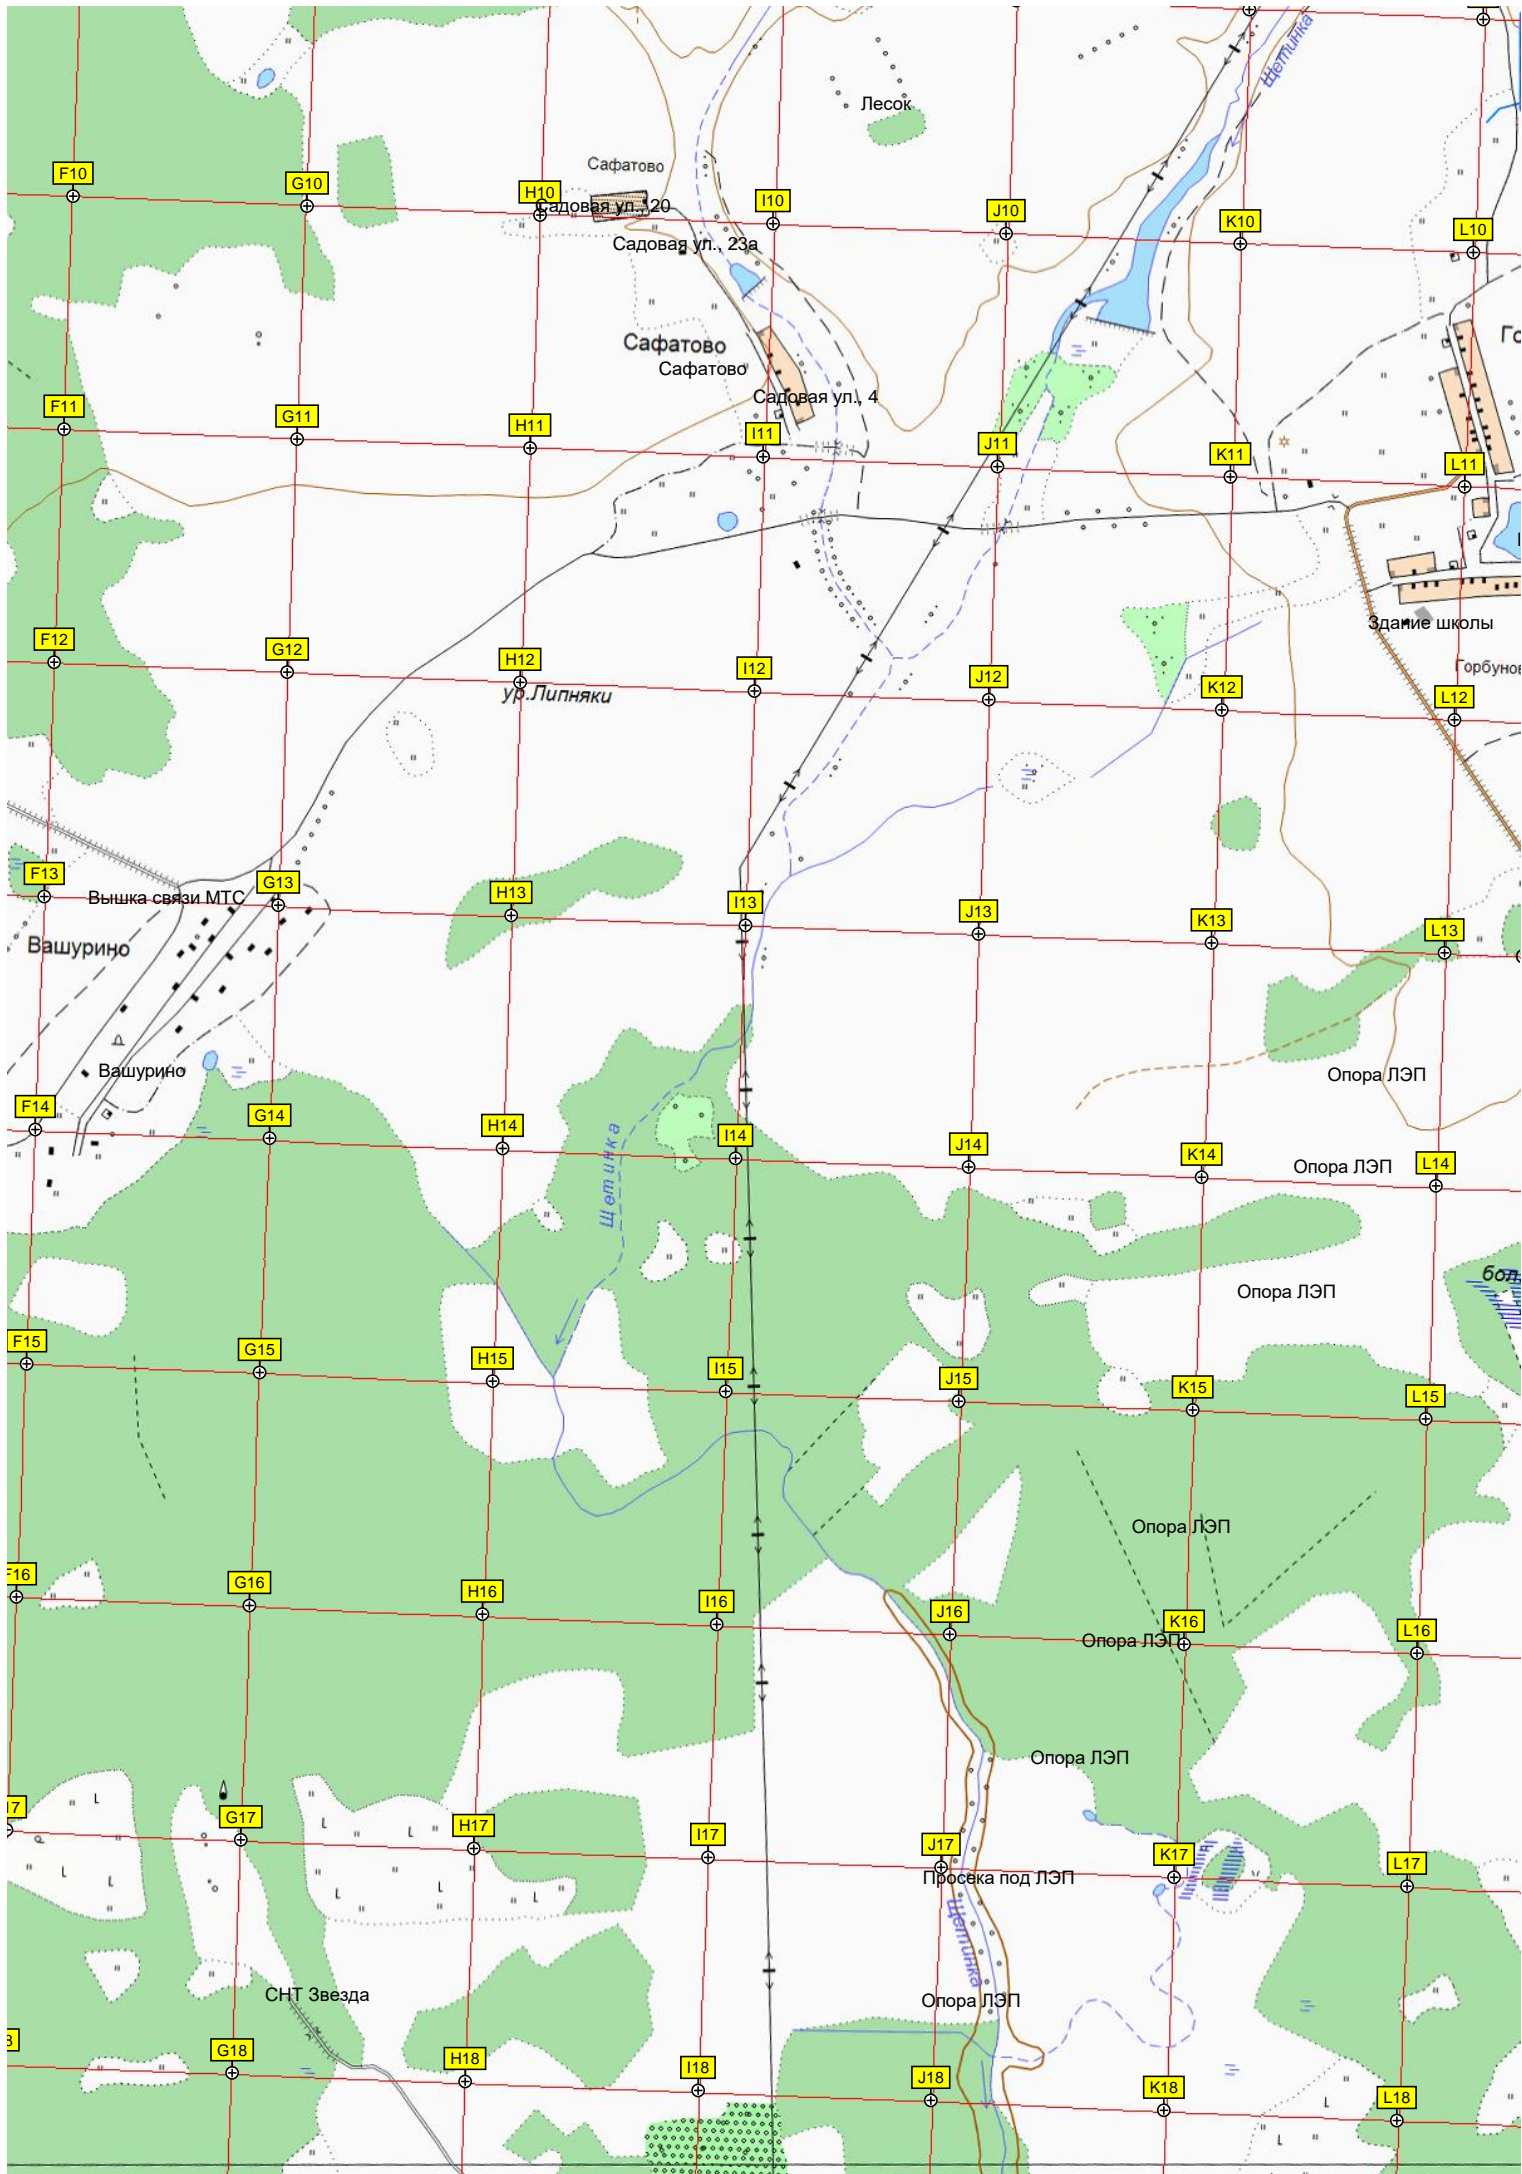 Щетинка
Лесок
Сафатово
F10
G10
H10
Садовая ул., 20
I10
J10
K10
L10
Садовая ул., 23а
Сафатово
Сафатово
Садовая ул., 4
F11
G11
H11
I11
J11
K11
L11
Здание школы
F12
G12
H12
I12
J12
K12
L12
ур.Липняки
F13
G13
H13
I13
J13
K13
L13
Вышка связи МТС
Вашурино
Вашурино
Опора ЛЭП
F14
G14
H14
I14
J14
K14
L14
Щетинка
Опора ЛЭП
бол.
Опора ЛЭП
F15
G15
H15
I15
J15
K15
L15
Опора ЛЭП
F16
G16
H16
I16
J16
K16
L16
Опора ЛЭП
Опора ЛЭП
17
G17
H17
I17
J17
K17
L17
Просека под ЛЭП
Щетинка
СНТ Звезда
Опора ЛЭП
G18
H18
I18
J18
K18
L18